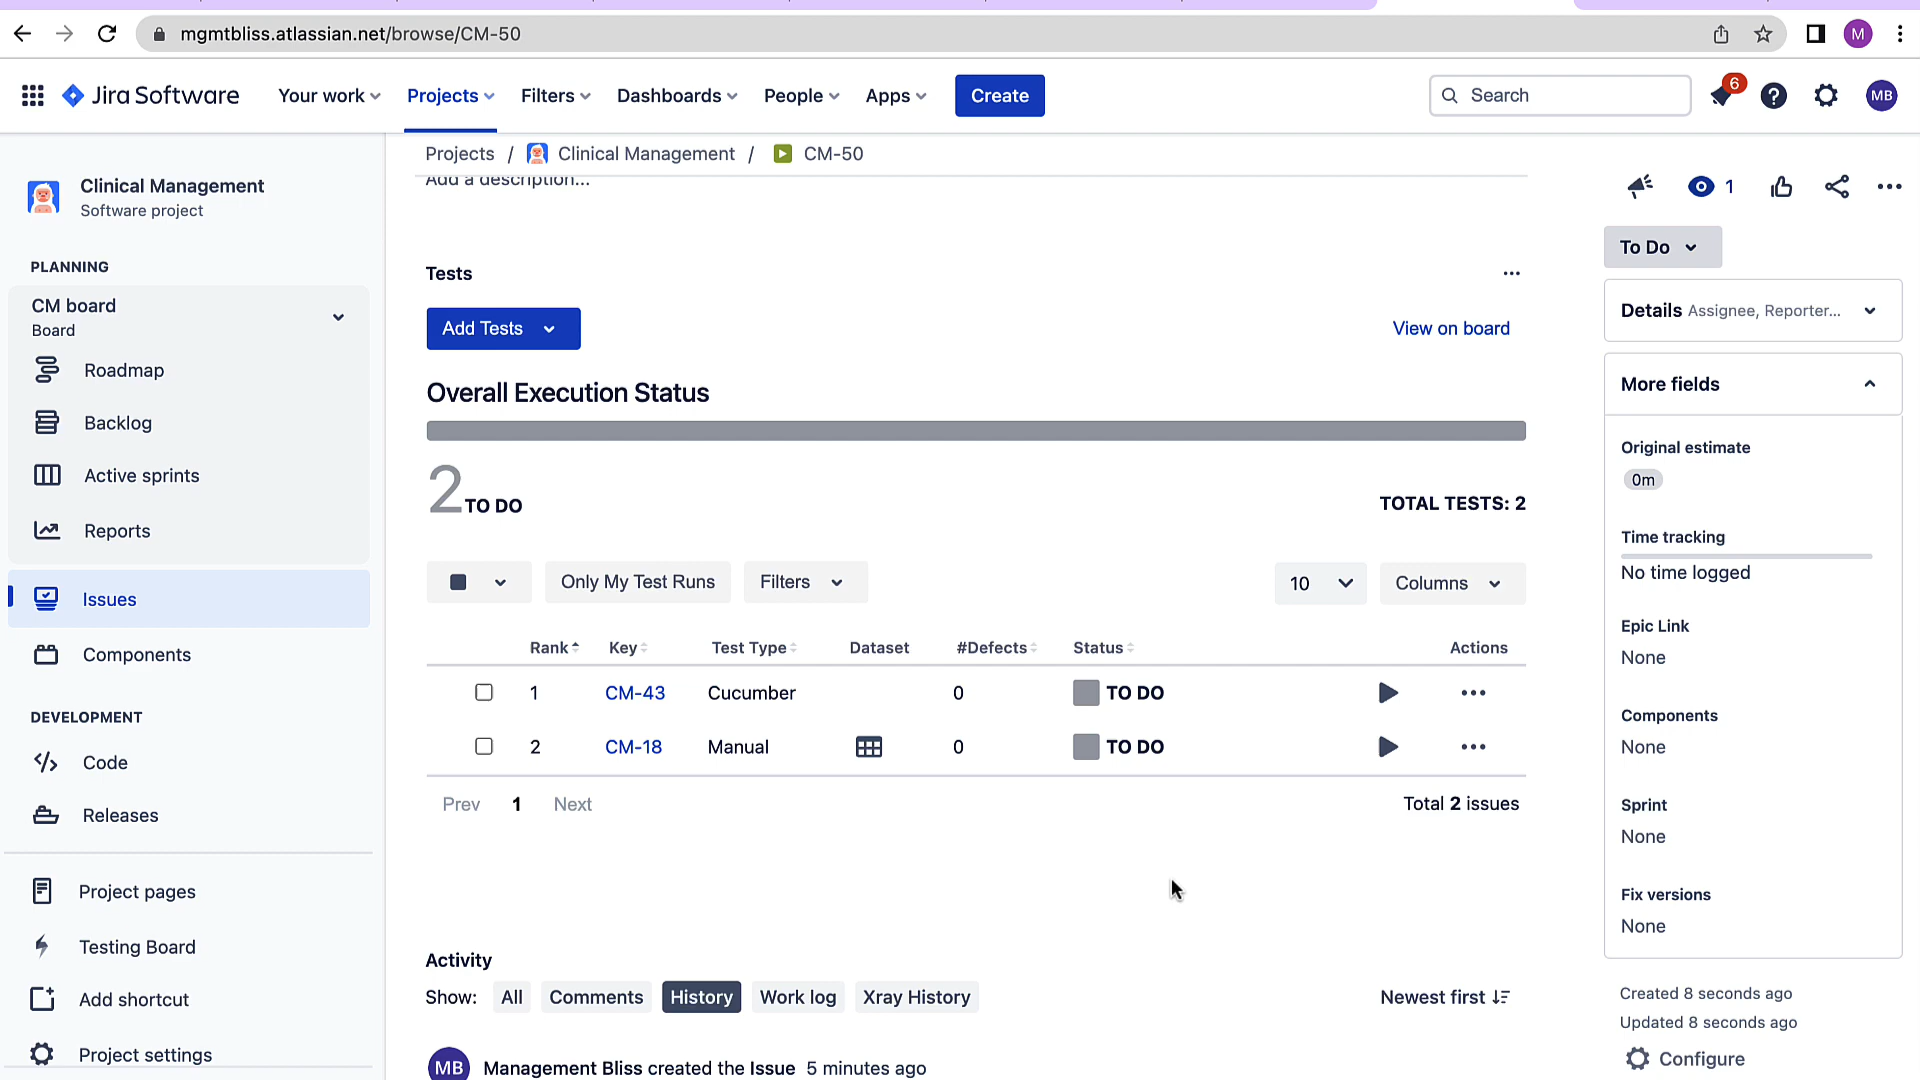 mgmtbliss.atlassian.net/browse/CM-50
M
Jira Software
Your work
Projects
Filters
Dashboards
People
Apps
Create
Search
6
MB
Projects / Clinical Management / CM-50
Clinical Management
Software project
PLANNING
CM board
Board
Roadmap
Backlog
Active sprints
Reports
Issues
Components
DEVELOPMENT
Code
Releases
Project pages
Testing Board
Add shortcut
Project settings
Add a description...
Tests
Add Tests
View on board
Overall Execution Status
2 TO DO
TOTAL TESTS: 2
Only My Test Runs
Filters
10
Columns
Rank Key Test Type Dataset #Defects Status Actions
1 CM-43 Cucumber 0 TO DO
2 CM-18 Manual 0 TO DO
Prev 1 Next
Total 2 issues
Activity
Show: All Comments History Work log Xray History
Newest first
MB Management Bliss created the Issue 5 minutes ago
1
To Do
Details Assignee, Reporter...
More fields
Original estimate
0m
Time tracking
No time logged
Epic Link
None
Components
None
Sprint
None
Fix versions
None
Created 8 seconds ago
Updated 8 seconds ago
Configure